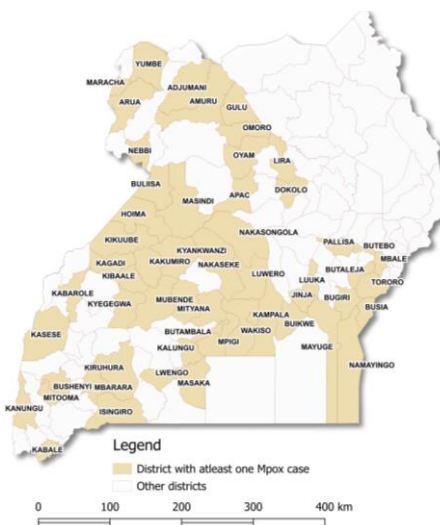 YUMBE
MARACHA
ADJUMANI
ARUA
AMURU
GULU
OMORO
NEBBI
OYAM
LIRA
BULIISA
MASINDI
APAC
DOKOLO
HOIMA
NAKASONGOLA
KIKUUBE
KYANKWANZI
PALLISA
BUTEBO
KAGADI
KAKUMIRO
NAKASEKE
MBALE
KIBAALE
LUWERO
LUUKA
BUTALEJA
TORORO
KABAROLE
MUBENDE
JINJA
BUGIRI
KYEGEGWA
MITYANA
KAMPALA
BUSIA
KASESE
BUTAMBALA
WAKISO
BUIKWE
KALUNGU
MPIGI
MAYUGE
KIRUHURA
LWENGO
NAMAYINGO
BUSHENYI
MBARARA
MASAKA
MITOOMA
KANUNGU
ISINGIRO
KABALE
Legend
District with atleast one Mpox case
Other districts
0 100 200 300 400 km